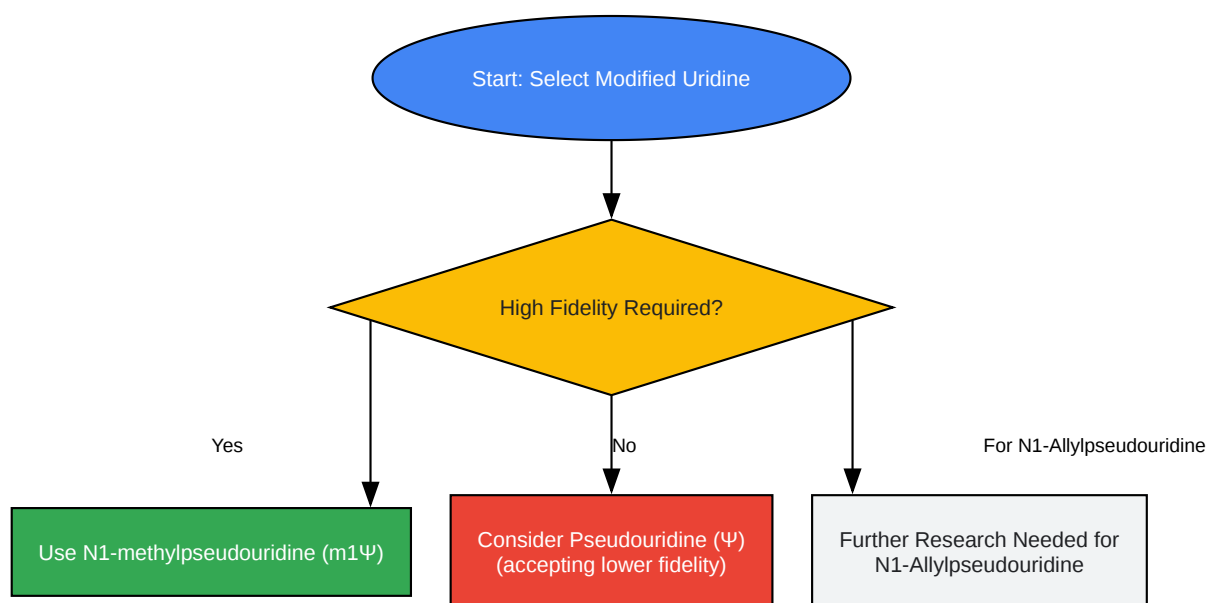 Start: Select Modified Uridine
High Fidelity Required?
Yes
No
For N1-Allylpseudouridine
Use N1-methylpseudouridine (m1Ψ)
Consider Pseudouridine (Ψ)
(accepting lower fidelity)
Further Research Needed for
N1-Allylpseudouridine